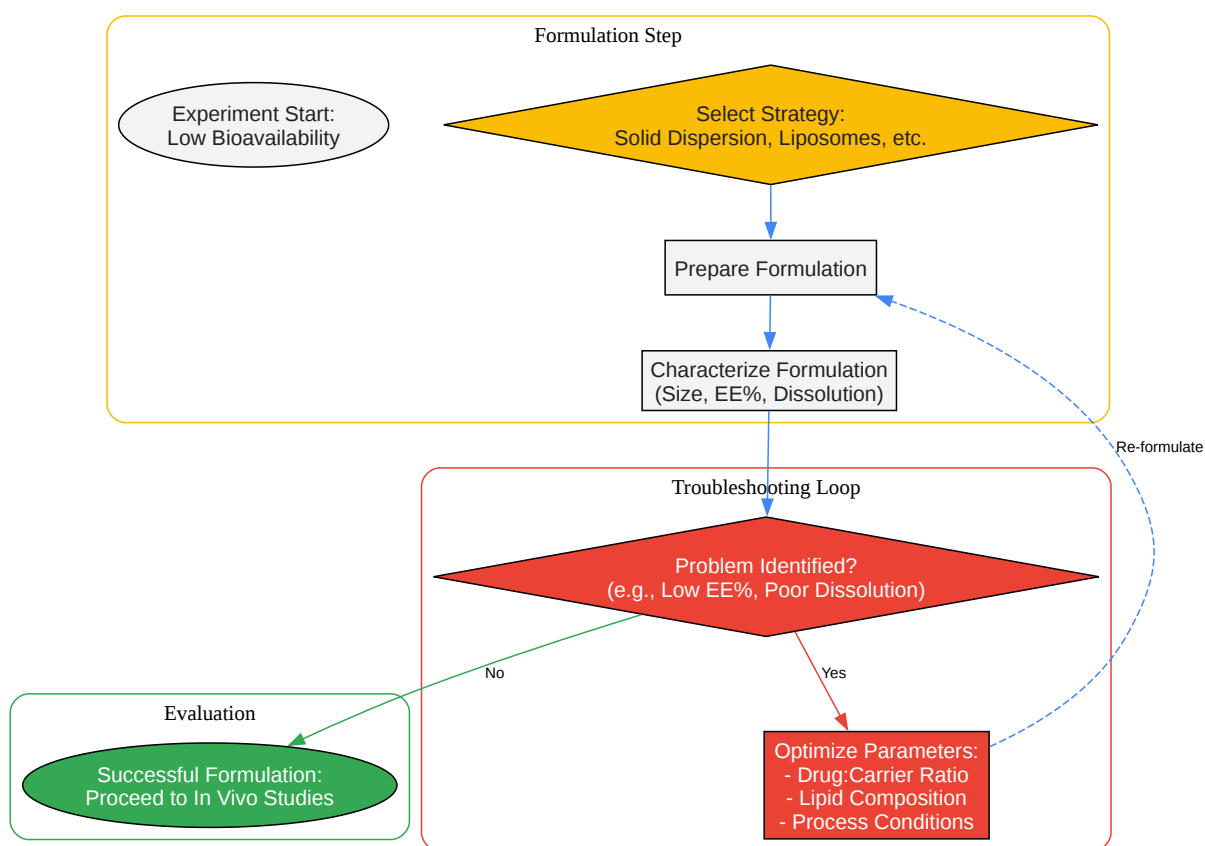 Formulation Step
Experiment Start:
Low Bioavailability
Select Strategy:
Solid Dispersion, Liposomes, etc.
Prepare Formulation
Characterize Formulation
(Size, EE%, Dissolution)
Re-formulate
Troubleshooting Loop
Problem Identified?
(e.g., Low EE%, Poor Dissolution)
No
Yes
Evaluation
Successful Formulation:
Proceed to In Vivo Studies
Optimize Parameters:
- Drug:Carrier Ratio
- Lipid Composition
- Process Conditions